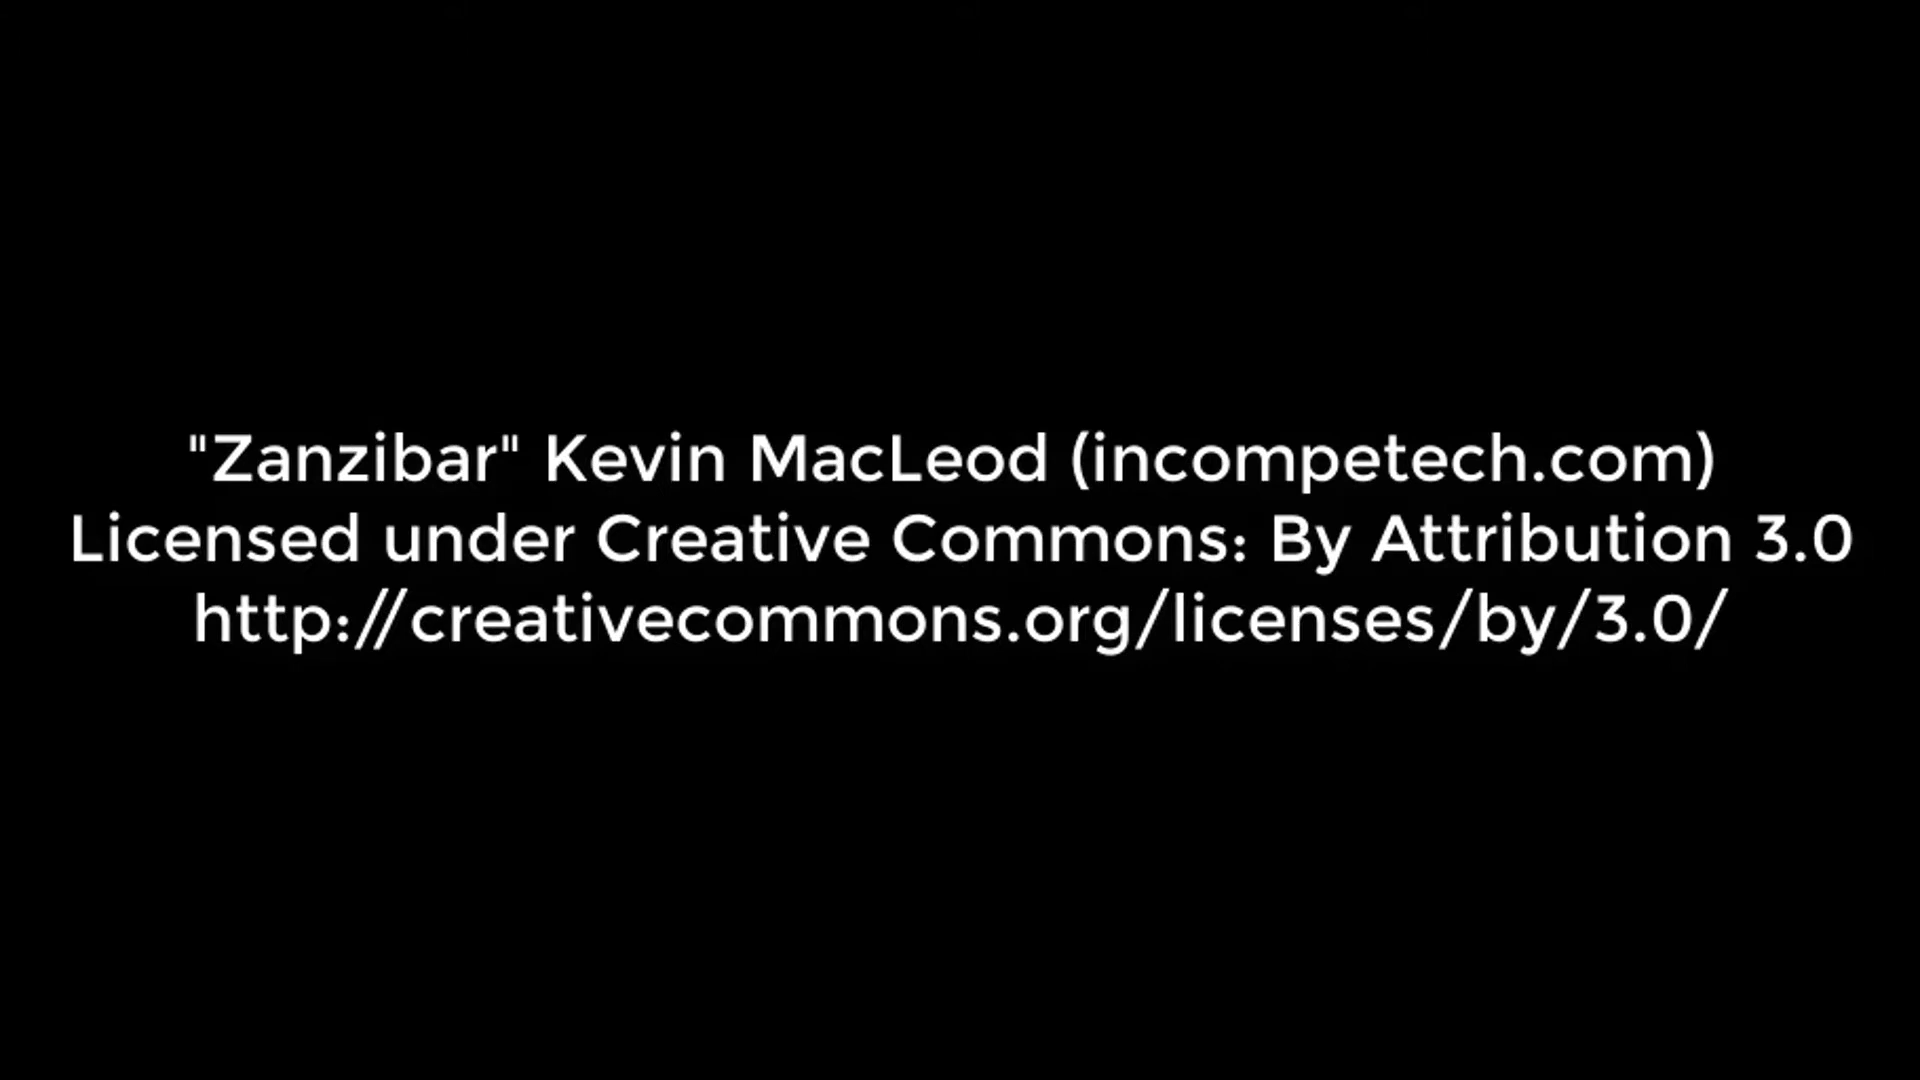 "Zanzibar" Kevin MacLeod (incompetech.com)
Licensed under Creative Commons: By Attribution 3.0
http://creativecommons.org/licenses/by/3.0/